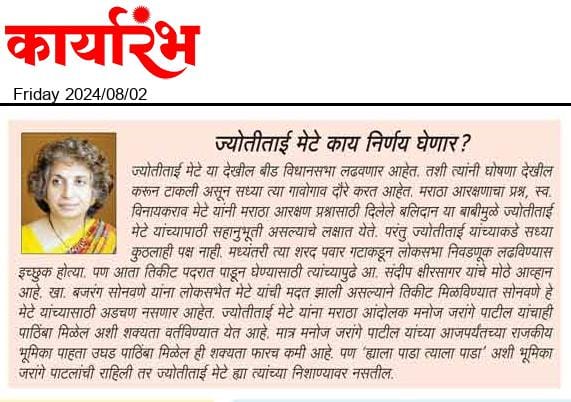 कार्यारंभ
Friday 2024/08/02
ज्योतीताई मेटे काय निर्णय घेणार?
ज्योतीताई मेटे या देखील बीड विधानसभा लढवणार आहेत. तशी त्यांनी घोषणा देखील
करून टाकली असून सध्या त्या गावोगाव दौरे करत आहेत. मराठा आरक्षणाचा प्रश्न, स्व.
विनायकराव मेटे यांनी मराठा आरक्षण प्रश्नासाठी दिलेले बलिदान या बाबीमूळे ज्योतीताई
मेटे यांच्यापाठी सहानुभूती असल्याचे लक्षात येते. परंतु ज्योतीताई यांच्याकडे सध्या
कुठलाही पक्ष नाही. मध्यंतरी त्या शरद पवार गटाकडून लोकसभा निवडणूक लढविण्यास
इच्छुक होत्या. पण आता तिकीट पदरात पाडून घेण्यासाठी त्यांच्यापुढे आ. संदीप क्षीरसागर यांचे मोठे आव्हान
आहे. खा. बजरंग सोनवणे यांना लोकसभेत मेटे यांची मदत झाली असल्याने तिकीट मिळविण्यात सोनवणे हे
मेटे यांच्यासाठी अडचण नसणार आहेत. ज्योतीताई मेटे यांना मराठा आंदोलक मनोज जरांगे पाटील यांचाही
पाठिंबा मिळेल अशी शक्यता वर्तविण्यात येत आहे. मात्र मनोज जरांगे पाटील यांच्या आजपर्यंतच्या राजकीय
भूमिका पाहता उघड पाठिंबा मिळेल ही शक्यता फारच कमी आहे. पण ‘ह्याला पाडा त्याला पाडा’ अशी भूमिका
जरांगे पाटलांची राहिली तर ज्योतीताई मेटे ह्या त्यांच्या निशाण्यावर नसतील.